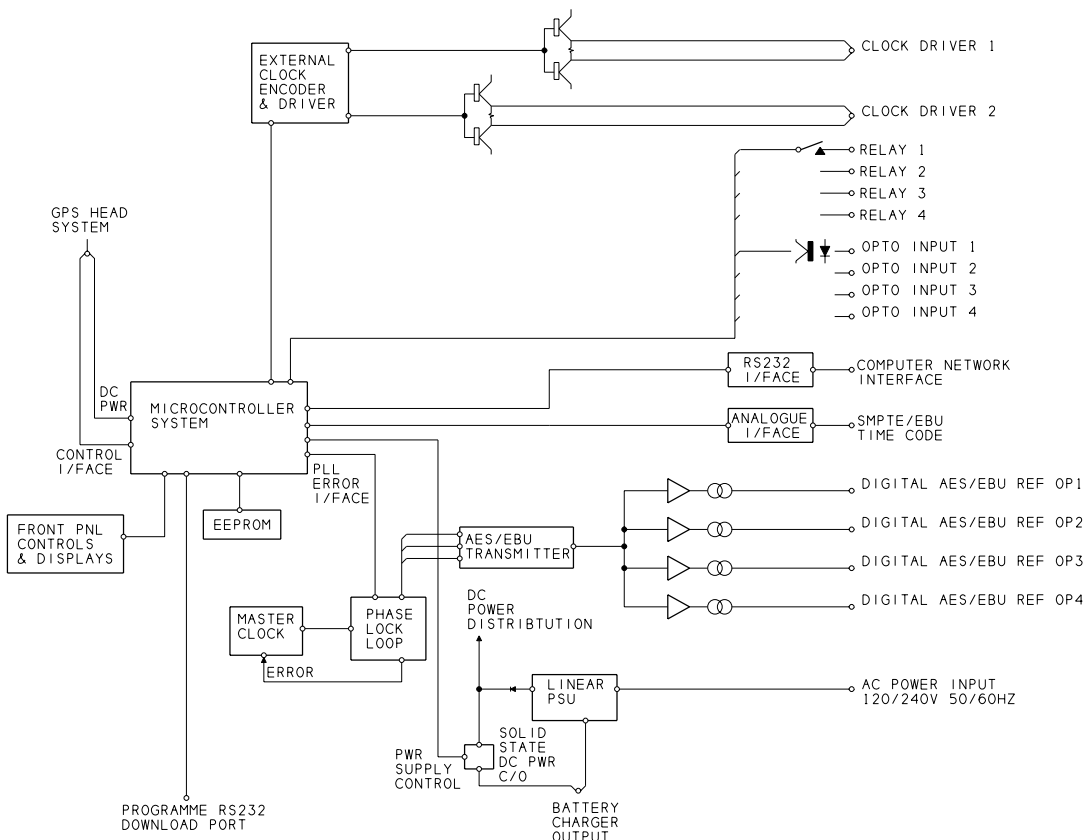 EXTERNAL
CLOCK
ENCODER
& DRIVER
CLOCK DRIVER 1
CLOCK DRIVER 2
RELAY 1
RELAY 2
RELAY 3
RELAY 4
GPS HEAD
SYSTEM
OPTO INPUT 1
OPTO INPUT 2
OPTO INPUT 3
OPTO INPUT 4
DC
PWR
MICROCONTROLLER
SYSTEM
RS232
I/FACE
COMPUTER NETWORK
INTERFACE
ANALOGUE
I/FACE
SMPTE/EBU
TIME CODE
CONTROL
I/FACE
PLL
ERROR
I/FACE
FRONT PNL
CONTROLS
& DISPLAYS
EEPROM
AES/EBU
TRANSMITTER
DIGITAL AES/EBU REF OP1
DIGITAL AES/EBU REF OP2
DIGITAL AES/EBU REF OP3
DIGITAL AES/EBU REF OP4
MASTER
CLOCK
PHASE
LOCK
LOOP
ERROR
DC
POWER
DISTRIBTUTION
LINEAR
PSU
AC POWER INPUT
120/240V 50/60HZ
PWR
SUPPLY
CONTROL
SOLID
STATE
DC PWR
C/O
PROGRAMME RS232
DOWNLOAD PORT
BATTERY
CHARGER
OUTPUT